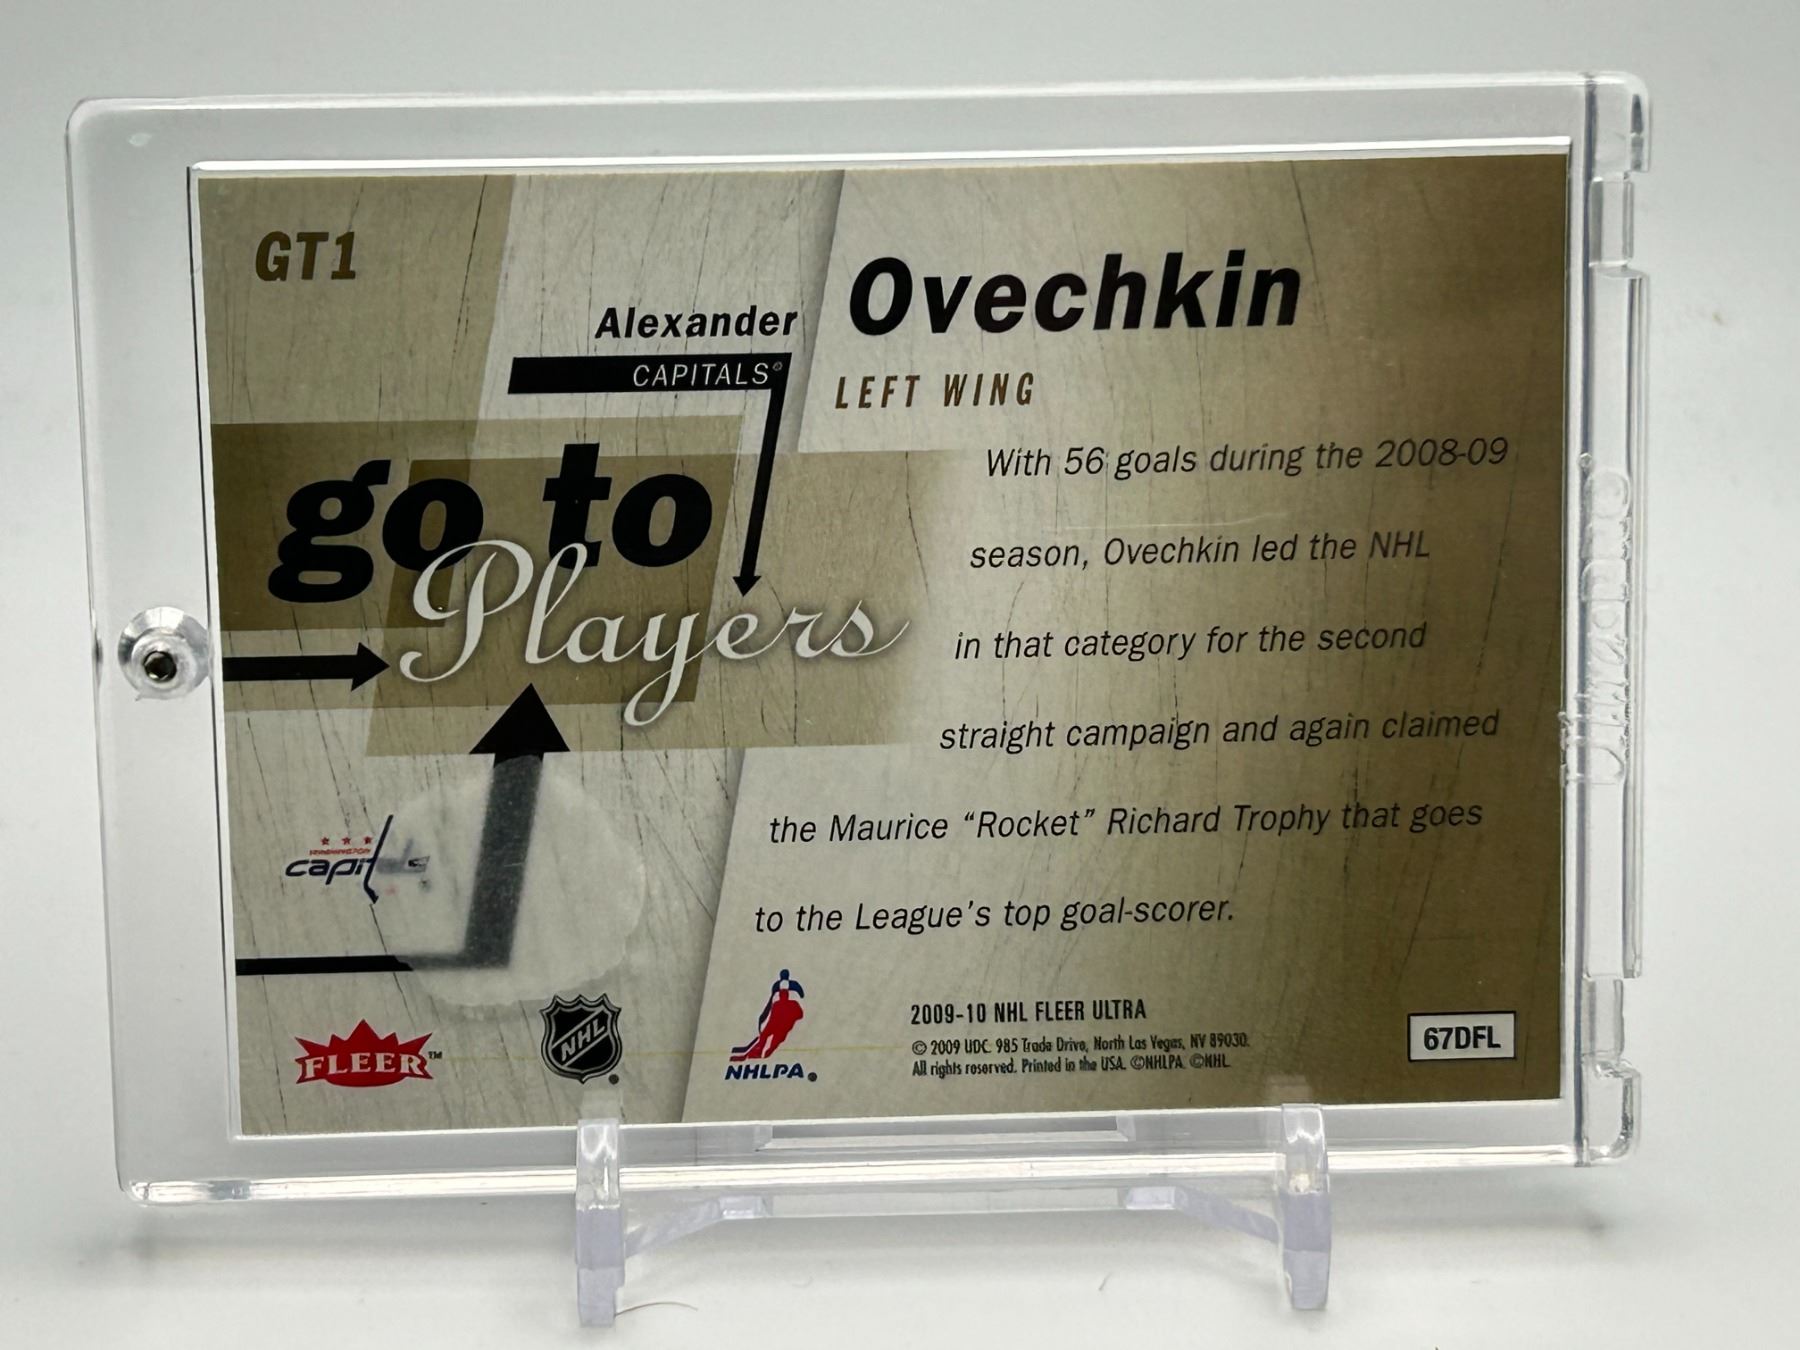 GT1
Alexander
Ovechkin
CAPITALS®
LEFT WING
go to
Players
With 56 goals during the 2008-09
season, Ovechkin led the NHL
in that category for the second
straight campaign and again claimed
the Maurice “Rocket” Richard Trophy that goes
to the League’s top goal-scorer.
capitals
FLEER™
NHL
NHLPA
2009-10 NHL FLEER ULTRA
© 2009 UDC. 985 Trade Drive, North Las Vegas, NV 89030.
All rights reserved. Printed in the USA. ©NHLPA. ©NHL.
67DFL